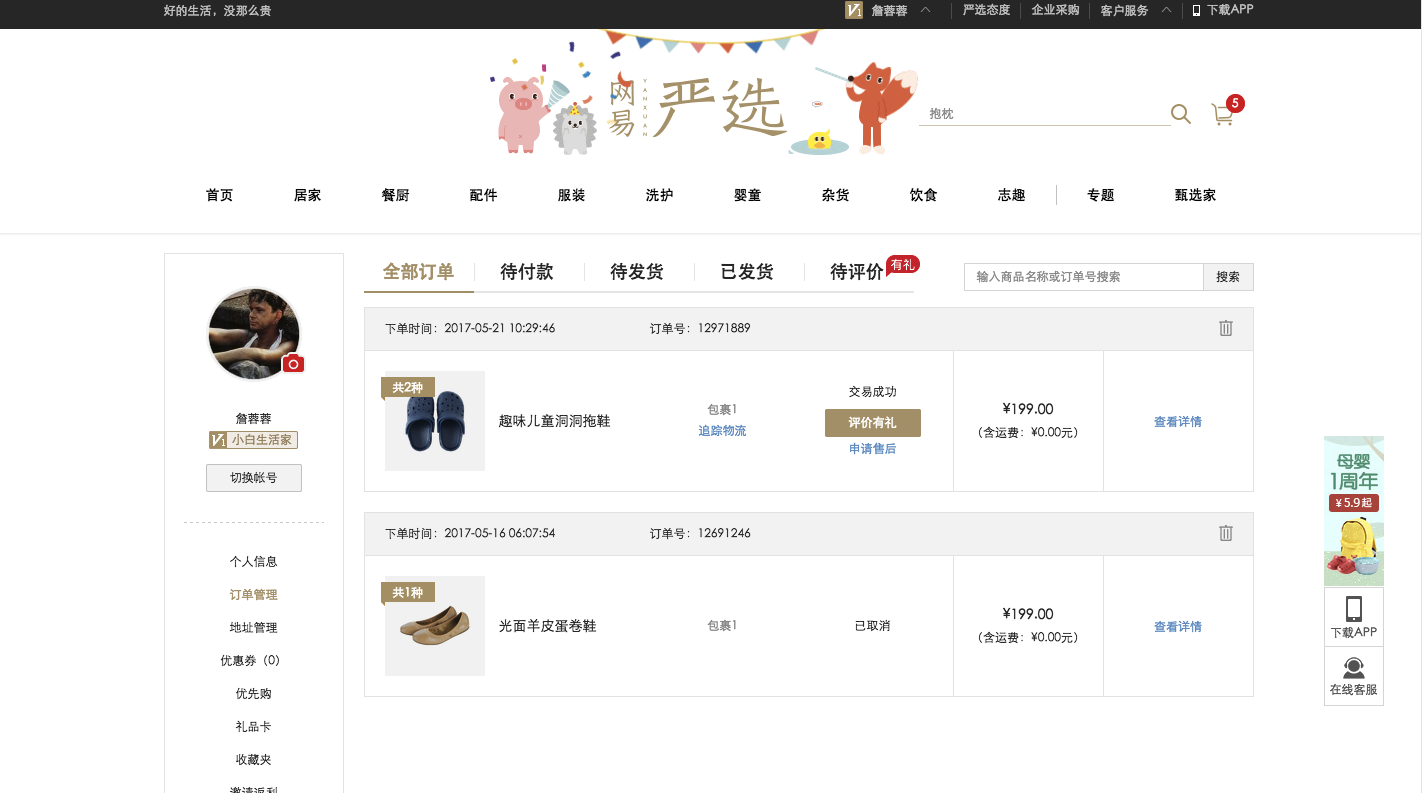 好的生活，没那么贵
V1 詹蓉蓉 严选态度 企业采购 客户服务 下载APP
网易 YANXUAN 严选
抱枕
5
首页 居家 餐厨 配件 服装 洗护 婴童 杂货 饮食 志趣 专题 甄选家
詹蓉蓉
V1 小白生活家
切换帐号
个人信息
订单管理
地址管理
优惠券（0）
优先购
礼品卡
收藏夹
邀请返利
全部订单 待付款 待发货 已发货 待评价 有礼
输入商品名称或订单号搜索 搜索
下单时间：2017-05-21 10:29:46 订单号：12971889
共2种
趣味儿童洞洞拖鞋
包裹1
追踪物流
交易成功
评价有礼
申请售后
¥199.00
（含运费：¥0.00元）
查看详情
下单时间：2017-05-16 06:07:54 订单号：12691246
共1种
光面羊皮蛋卷鞋
包裹1
已取消
¥199.00
（含运费：¥0.00元）
查看详情
母婴
1周年
¥5.9起
下载APP
在线客服